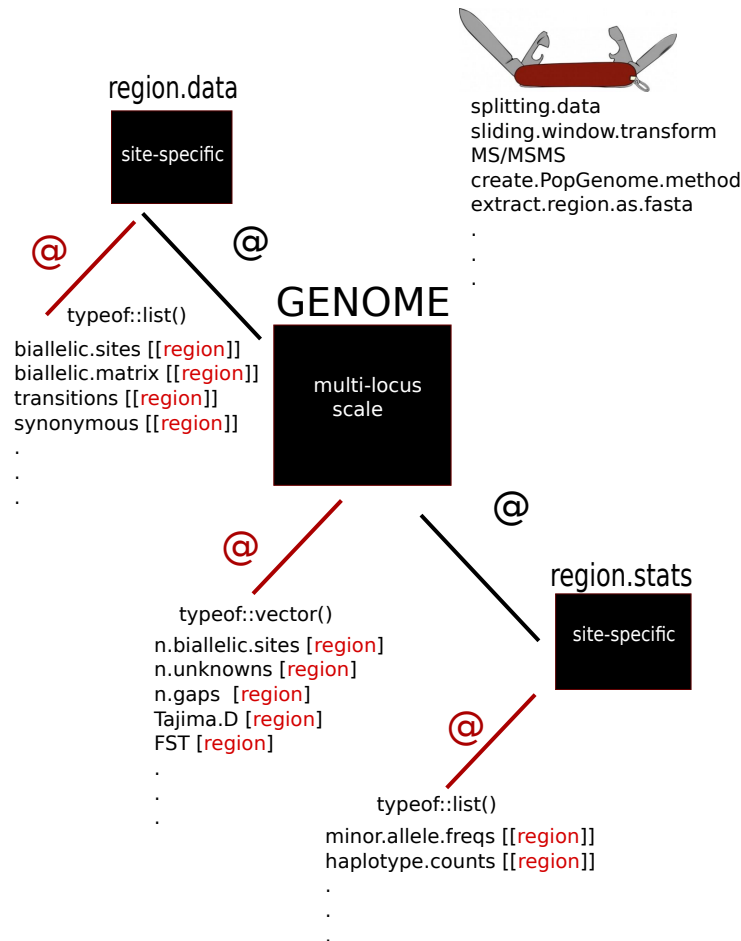 region.data
site-specific
splitting.data
sliding.window.transform
MS/MSMS
create.PopGenome.method
extract.region.as.fasta
.
.
.
@
@
typeof::list()
biallelic.sites [[region]]
biallelic.matrix [[region]]
transitions [[region]]
synonymous [[region]]
.
.
.
GENOME
multi-locus
scale
@
@
typeof::vector()
n.biallelic.sites [region]
n.unknowns [region]
n.gaps [region]
Tajima.D [region]
FST [region]
.
.
.
region.stats
site-specific
@
typeof::list()
minor.allele.freqs [[region]]
haplotype.counts [[region]]
.
.
.